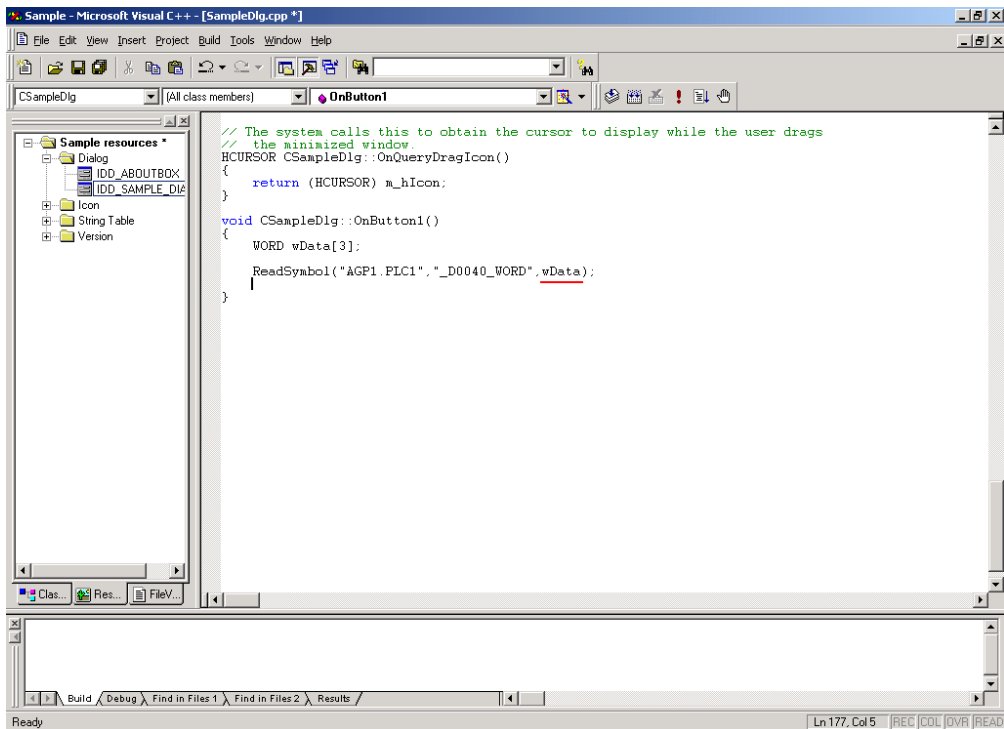 Sample - Microsoft Visual C++ - [SampleDlg.cpp *]
File Edit View Insert Project Build Tools Window Help
CSampleDlg (All class members) OnButton1
Sample resources *
Dialog
IDD_ABOUTBOX
IDD_SAMPLE_DIA
Icon
String Table
Version
// The system calls this to obtain the cursor to display while the user drags
//  the minimized window.
HCURSOR CSampleDlg::OnQueryDragIcon()
{
    return (HCURSOR) m_hIcon;
}
void CSampleDlg::OnButton1()
{
    WORD wData[3];
    ReadSymbol("AGP1.PLC1","_D0040_WORD",wData);
}
Clas... Res... FileV...
Build Debug Find in Files 1 Find in Files 2 Results
Ready Ln 177, Col 5 REC COL OVR READ